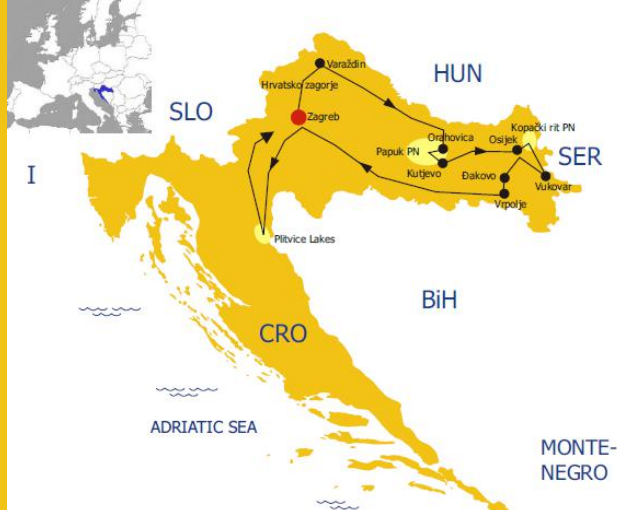 HUN
Varaždin
Hrvatsko zagorje
SLO
Zagreb
Kopački rit PN
Orahovica
Osijek
Papuk PN
SER
I
Kutjevo
Đakovo
Vukovar
Vrpolje
Plitvice Lakes
BiH
CRO
ADRIATIC SEA
MONTE-
NEGRO